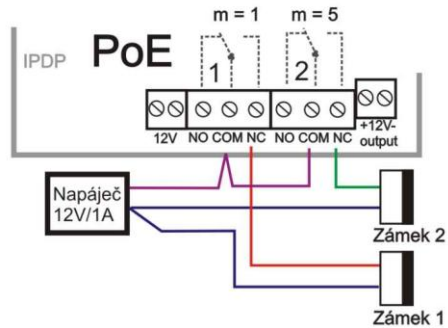 m = 1 m = 5
IPDP PoE
1 2
12V NO COM NC NO COM NC +12V-
output
Napáječ
12V/1A
Zámek 2
Zámek 1